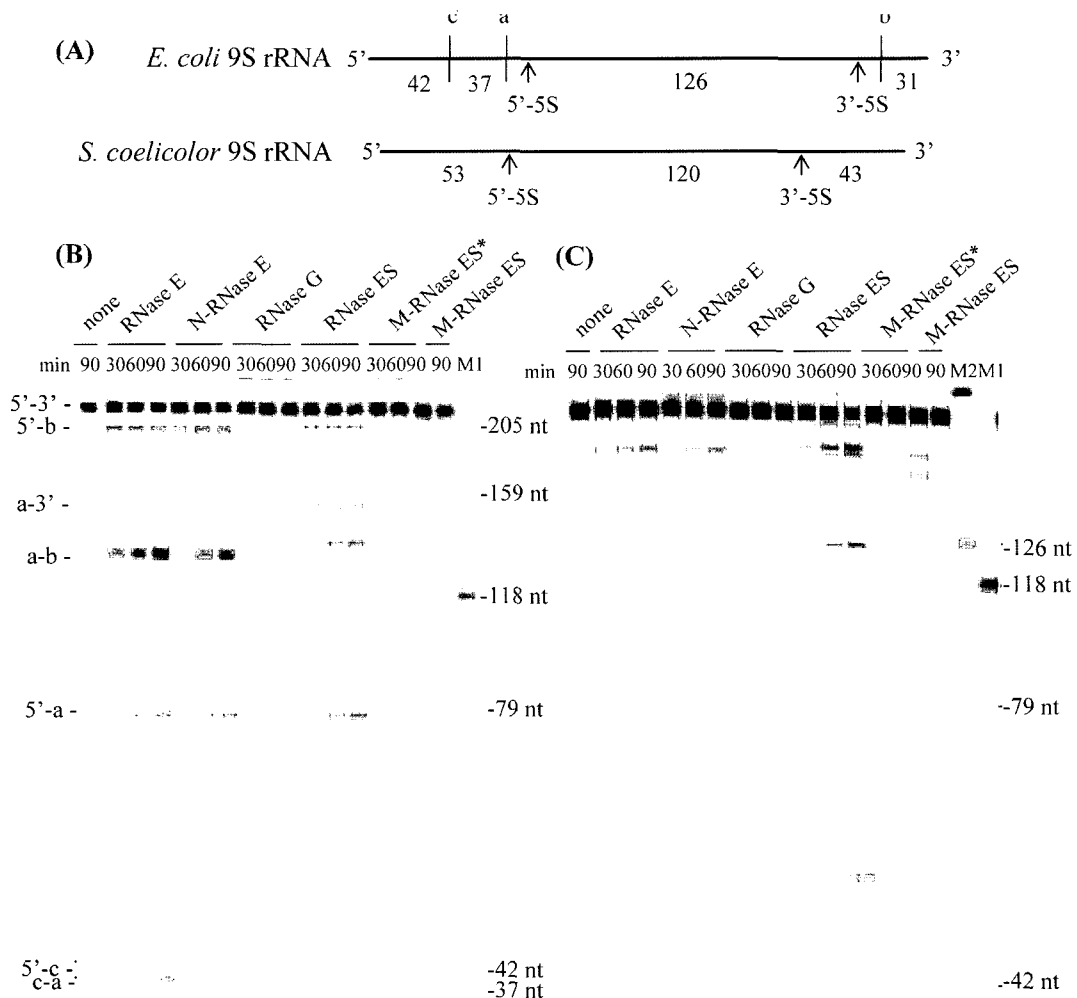 c a b
(A) E. coli 9S rRNA 5' 3'
42 37 126 31
5'-5S 3'-5S
S. coelicolor 9S rRNA 5' 3'
53 120 43
5'-5S 3'-5S
(B)
none RNase E N-RNase E RNase G RNase ES M-RNase ES* M-RNase ES
min 90 306090 306090 306090 306090 306090 90 M1
5'-3' -
5'-b -
a-3' -
a-b -
5'-a -
5'-c -
c-a -
-205 nt
-159 nt
-118 nt
-79 nt
-42 nt
-37 nt
(C)
none RNase E N-RNase E RNase G RNase ES M-RNase ES* M-RNase ES
min 90 3060 90 30 6090 306090 306090 306090 90 M2M1
-126 nt
-118 nt
-79 nt
-42 nt